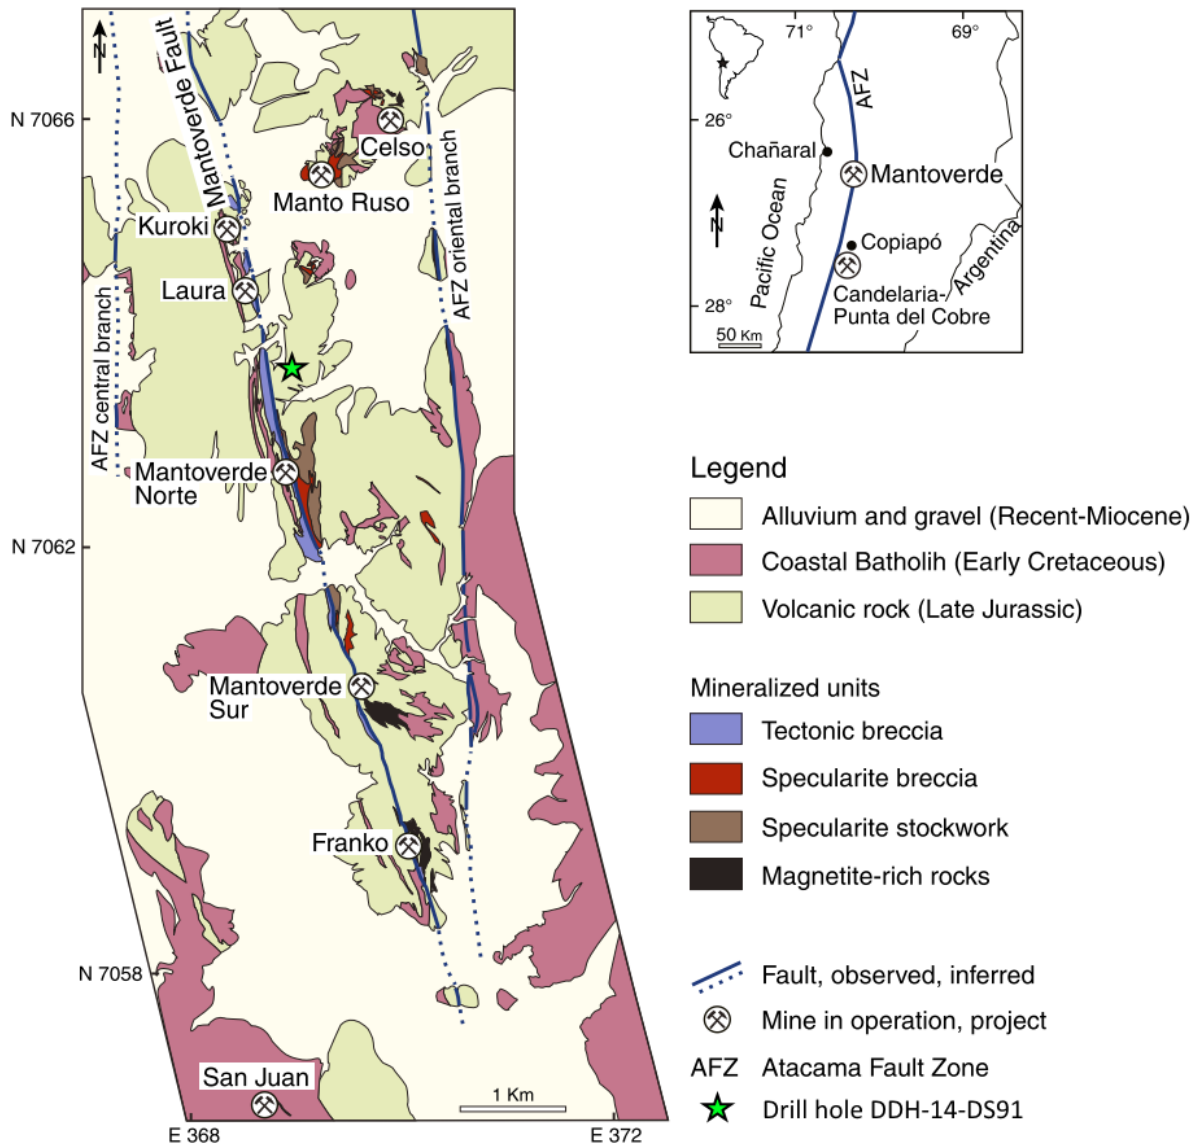 N
N 7066
Mantoverde Fault
Celso
Manto Ruso
AFZ oriental branch
Kuroki
Laura
AFZ central branch
Mantoverde
Norte
N 7062
Mantoverde
Sur
Franko
N 7058
San Juan
1 Km
E 368
E 372
71°
69°
AFZ
26°
Chañaral
Mantoverde
N
Pacific Ocean
Copiapó
Argentina
Candelaria-
Punta del Cobre
28°
50 Km
Legend
Alluvium and gravel (Recent-Miocene)
Coastal Batholih (Early Cretaceous)
Volcanic rock (Late Jurassic)
Mineralized units
Tectonic breccia
Specularite breccia
Specularite stockwork
Magnetite-rich rocks
Fault, observed, inferred
Mine in operation, project
AFZ Atacama Fault Zone
Drill hole DDH-14-DS91